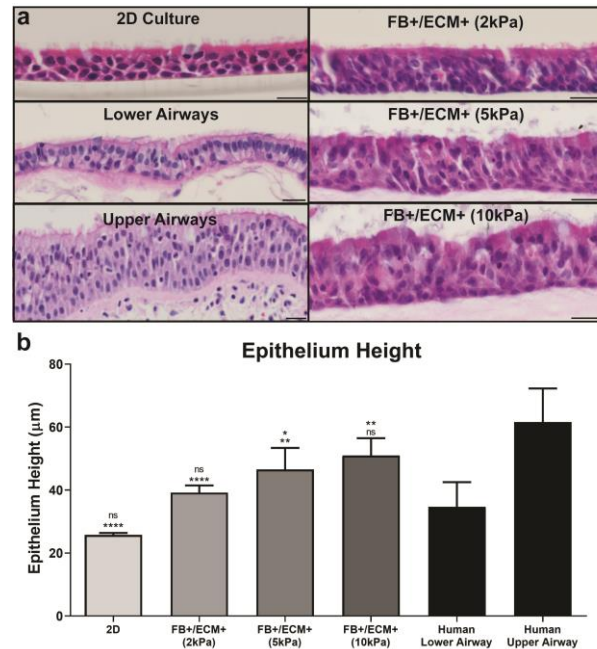 a
2D Culture
FB+/ECM+ (2kPa)
Lower Airways
FB+/ECM+ (5kPa)
Upper Airways
FB+/ECM+ (10kPa)
b
Epithelium Height
Epithelium Height (μm)
80
60
40
20
0
ns
****
ns
****
*
**
**
ns
2D
FB+/ECM+
(2kPa)
FB+/ECM+
(5kPa)
FB+/ECM+
(10kPa)
Human
Lower Airway
Human
Upper Airway